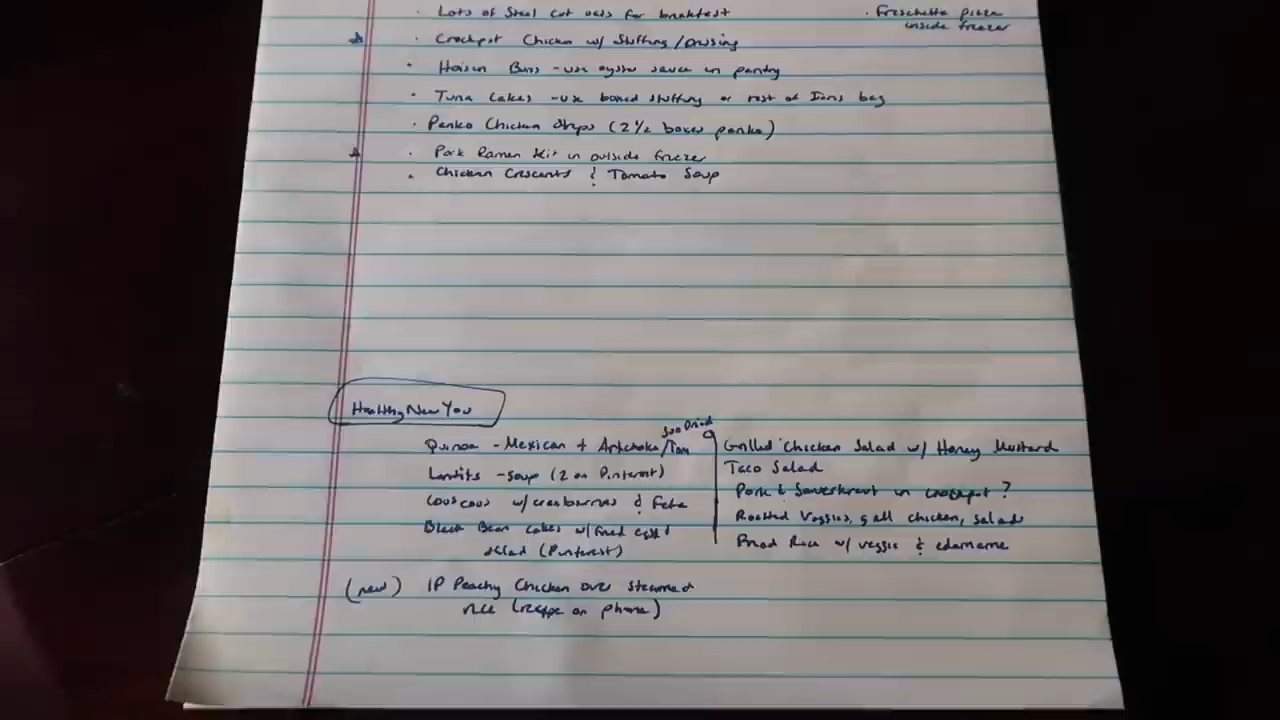 · Lots of Steel cut oats for breakfast
· Freschetta pizza
inside freezer
· Crockpot Chicken w/ Stuffing/Dressing
· Hoisin Buns - use oyster sauce in pantry
· Tuna Cakes - use boxed stuffing or rest of bag
· Panko Chicken Strips (2 1/2 boxes panko)
· Pork Ramen Kit in outside freezer
· Chicken Crescents & Tomato Soup
Healthy New You
Sun Dried
Quinoa - Mexican + Artichoke/Tom
Lentils - soup (2 on Pinterest)
Couscous w/ cranberries & Feta
Black Bean Cakes w/ fried egg &
salad (Pinterest)
(new) IP Peachy Chicken over steamed
rice (recipe on phone)
Grilled Chicken Salad w/ Honey Mustard
Taco Salad
Pork & Sauerkraut in crockpot?
Roasted Veggies, grill chicken, salads
Fried Rice w/ veggie & edamame